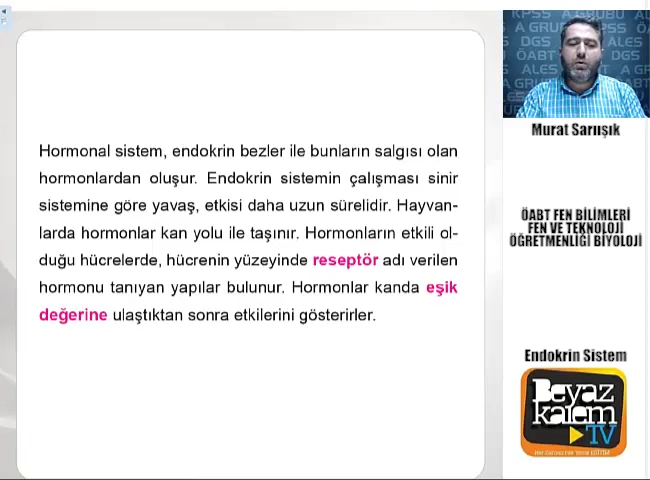 Hormonal sistem, endokrin bezler ile bunların salgısı olan
hormonlardan oluşur. Endokrin sistemin çalışması sinir
sistemine göre yavaş, etkisi daha uzun sürelidir. Hayvan-
larda hormonlar kan yolu ile taşınır. Hormonların etkili ol-
duğu hücrelerde, hücrenin yüzeyinde reseptör adı verilen
hormonu tanıyan yapılar bulunur. Hormonlar kanda eşik
değerine ulaştıktan sonra etkilerini gösterirler.
KPSS
DGS
ALES
Murat Sarıışık
ÖABT FEN BİLİMLERİ
FEN VE TEKNOLOJİ
ÖĞRETMENLİĞİ BİYOLOJİ
Endokrin Sistem
Beyaz
kalem
TV